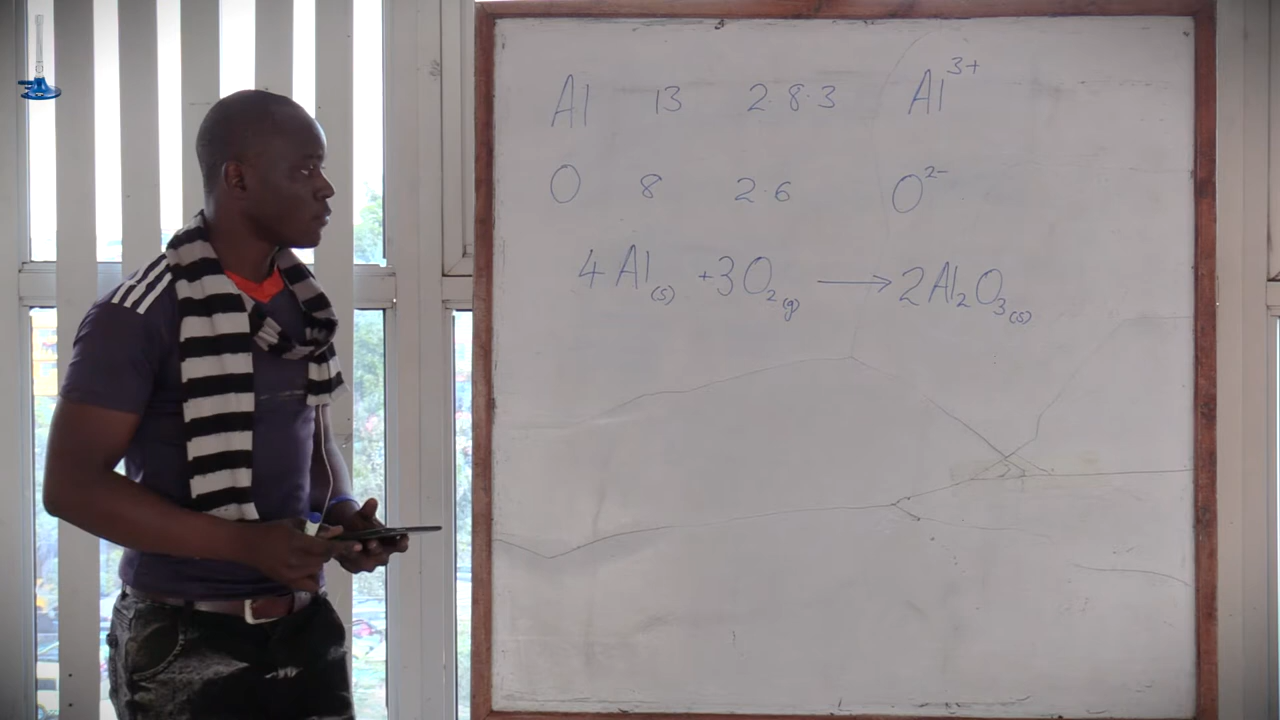 Al 13 2.8.3 Al³⁺
O 8 2.6 O²⁻
4Al₍ₛ₎ +3O₂₍g₎ ⟶ 2Al₂O₃₍ₛ₎